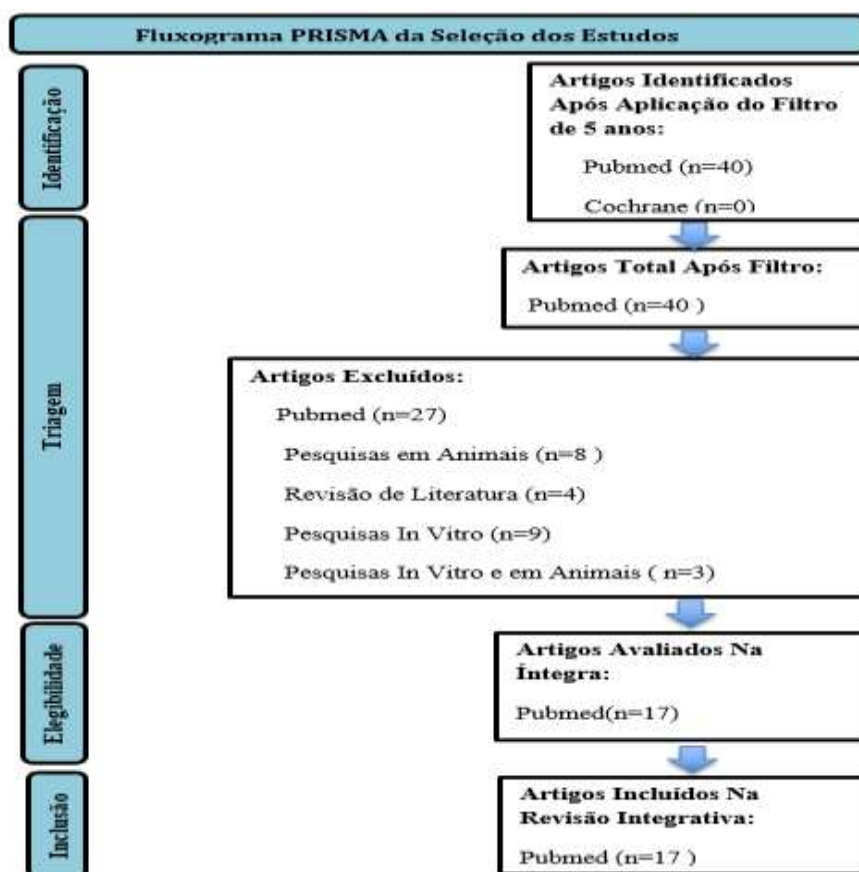 Fluxograma PRISMA da Seleção dos Estudos
Identificação
Artigos Identificados
Após Aplicação do Filtro
de 5 anos:
Pubmed (n=40)
Cochrane (n=0)
Triagem
Artigos Total Após Filtro:
Pubmed (n=40 )
Artigos Excluídos:
Pubmed (n=27)
Pesquisas em Animais (n=8 )
Revisão de Literatura (n=4)
Pesquisas In Vitro (n=9)
Pesquisas In Vitro e em Animais ( n=3)
Elegibilidade
Artigos Avaliados Na
Íntegra:
Pubmed(n=17)
Inclusão
Artigos Incluídos Na
Revisão Integrativa:
Pubmed (n=17 )